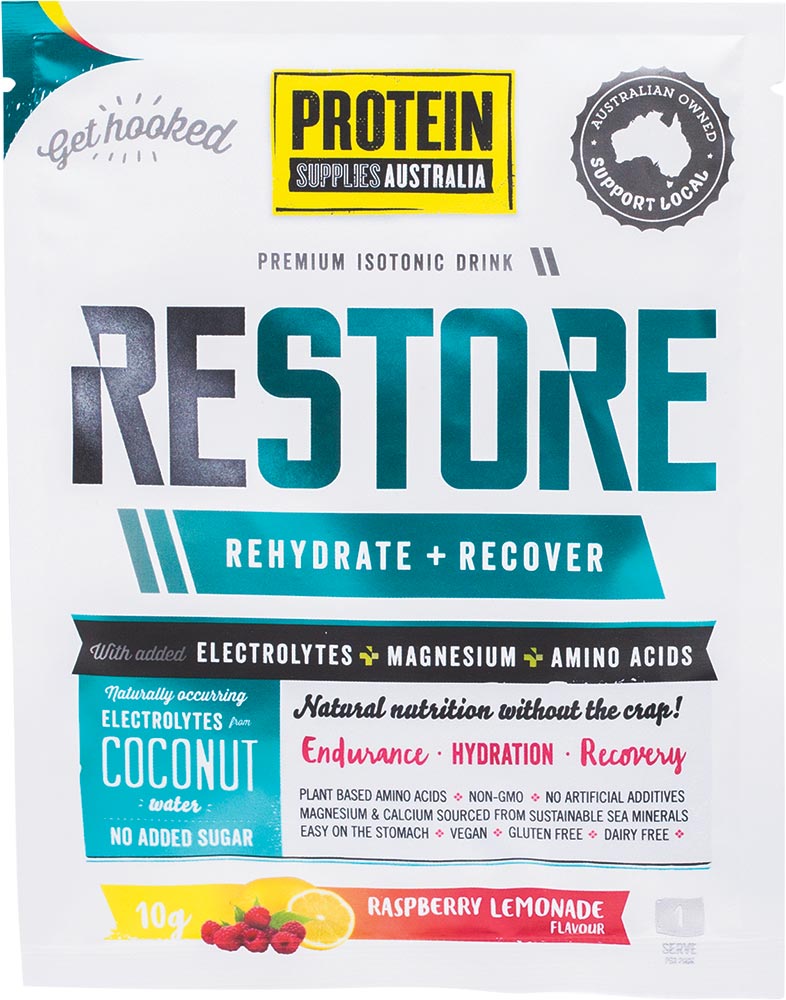 Get hooked
PROTEIN
SUPPLIES AUSTRALIA
AUSTRALIAN OWNED
SUPPORT LOCAL
PREMIUM ISOTONIC DRINK
RESTORE
REHYDRATE + RECOVER
With added ELECTROLYTES + MAGNESIUM + AMINO ACIDS
Naturally occurring
ELECTROLYTES from
COCONUT
water
NO ADDED SUGAR
Natural nutrition without the crap!
Endurance · HYDRATION · Recovery
PLANT BASED AMINO ACIDS + NON-GMO + NO ARTIFICIAL ADDITIVES
MAGNESIUM & CALCIUM SOURCED FROM SUSTAINABLE SEA MINERALS
EASY ON THE STOMACH + VEGAN + GLUTEN FREE + DAIRY FREE +
10g
RASPBERRY LEMONADE
FLAVOUR
1
SERVE
PER PACK